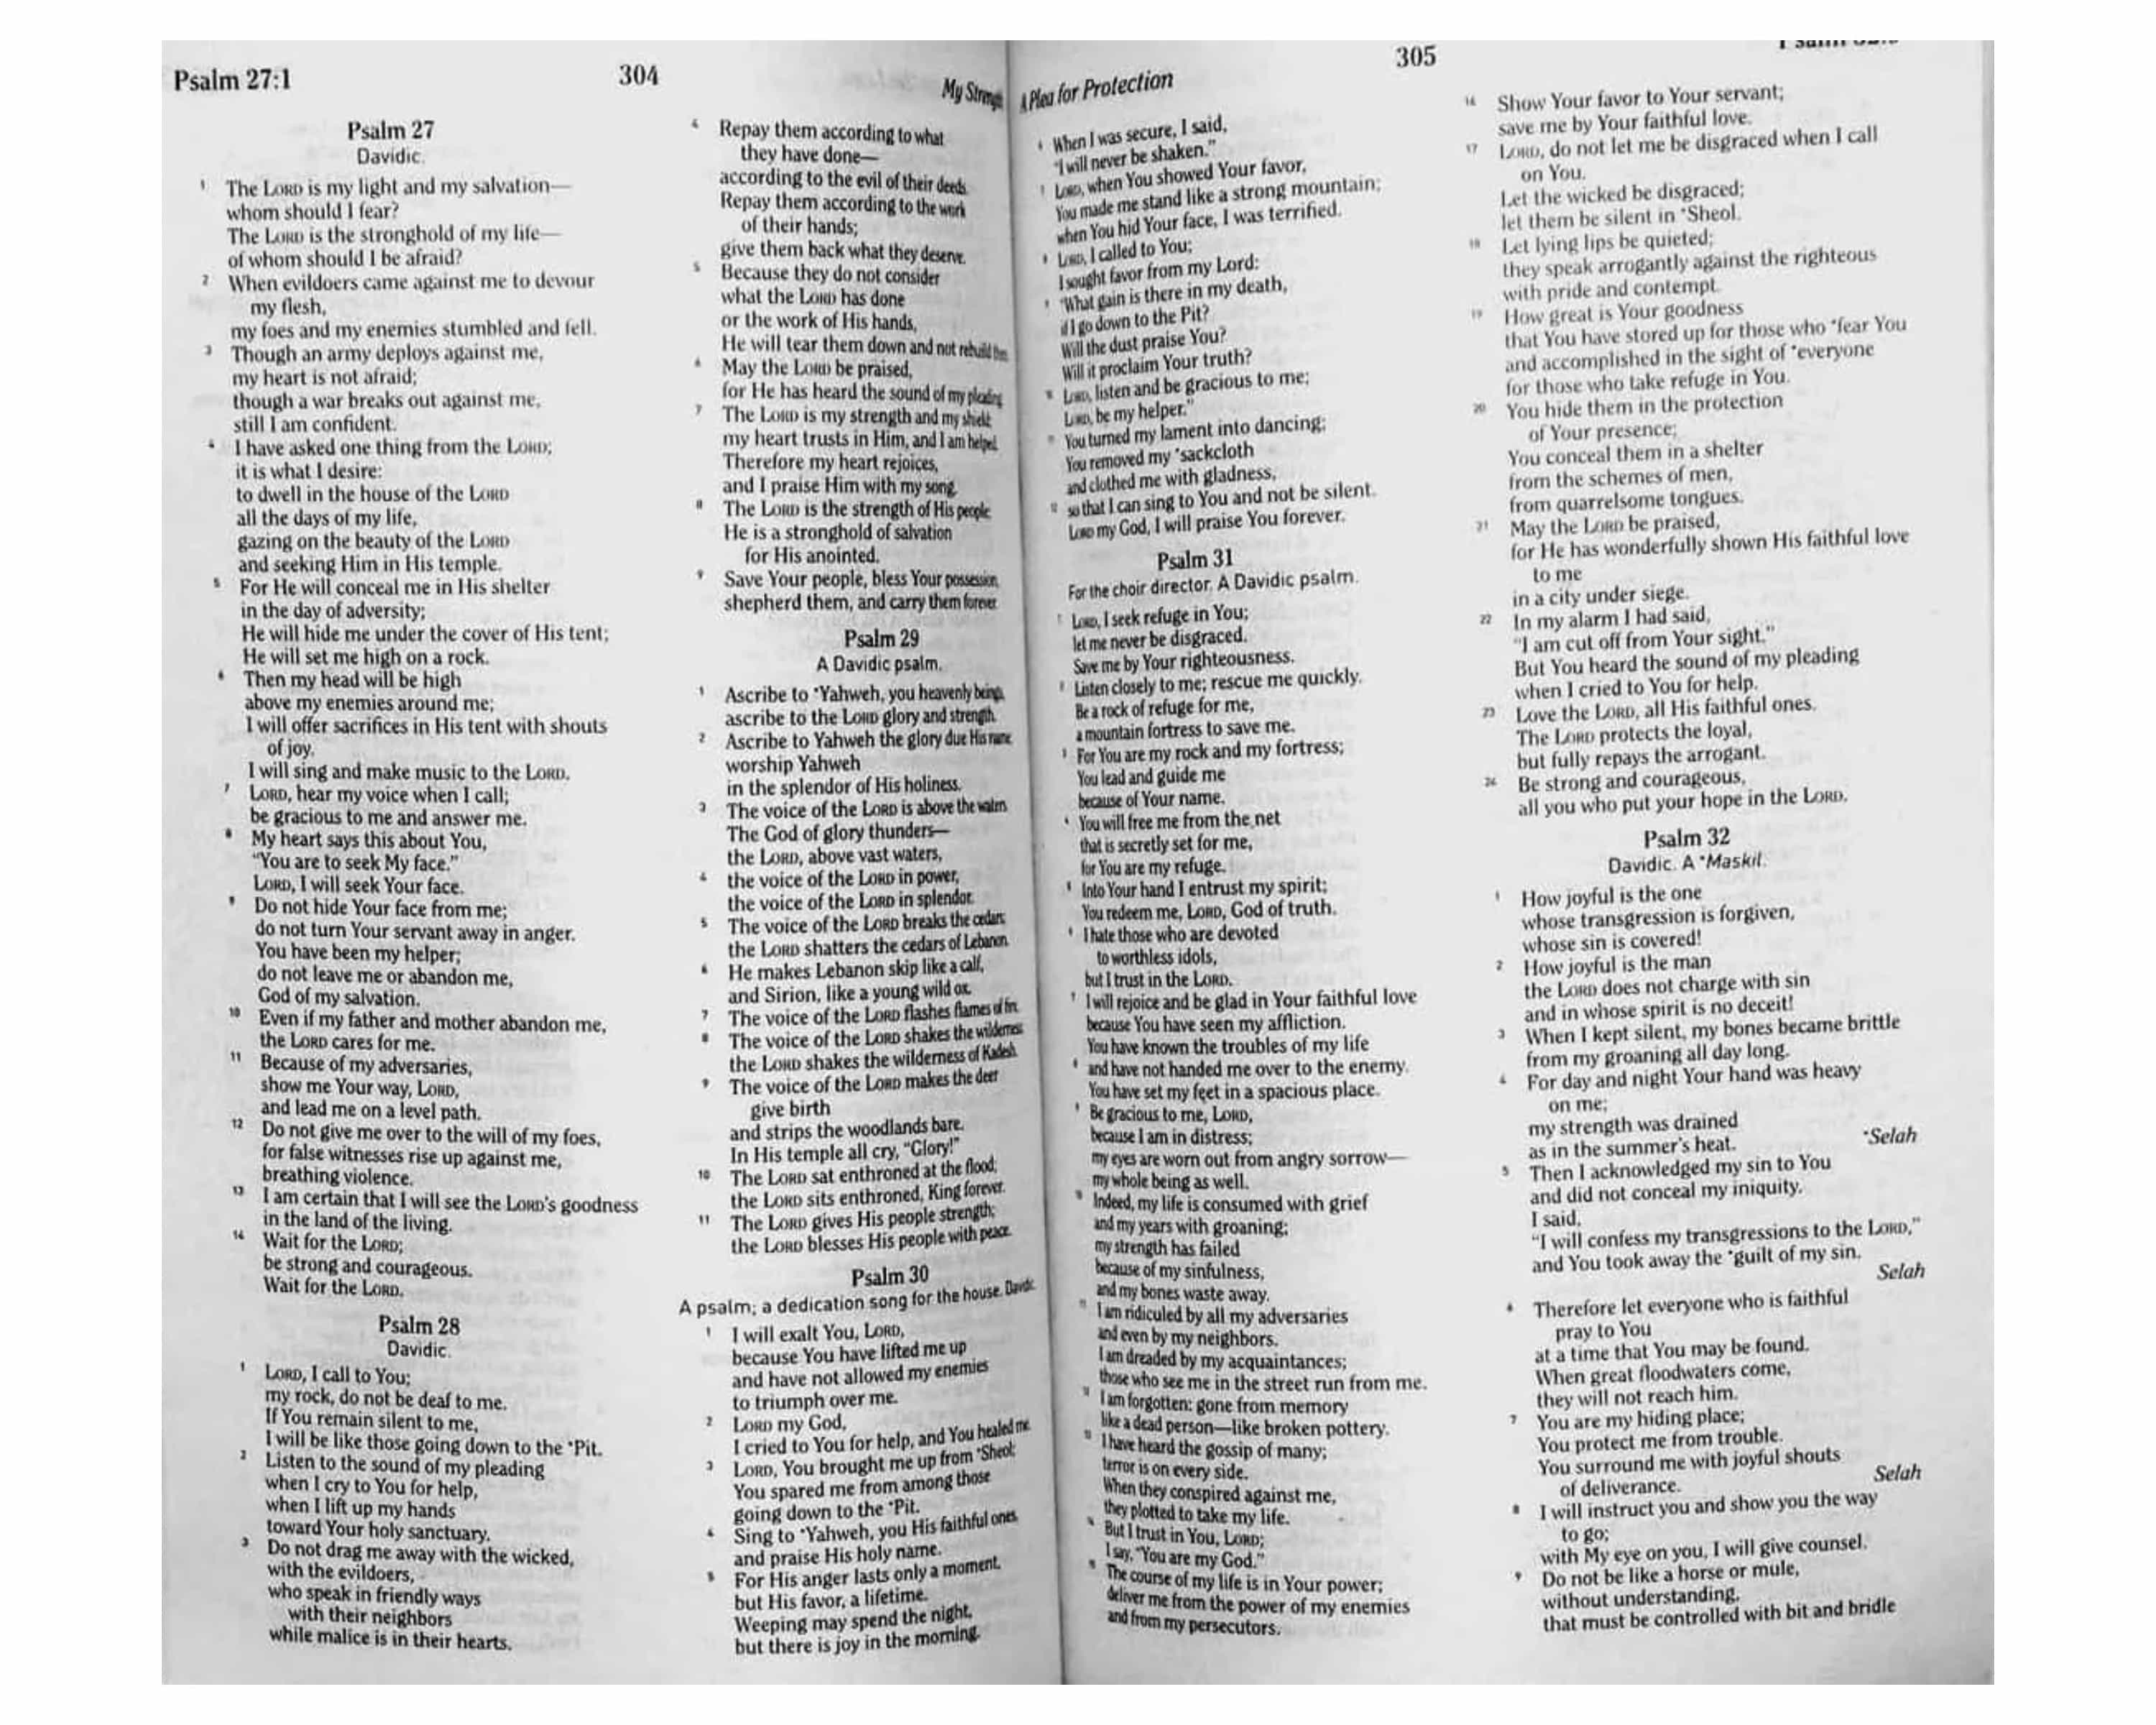 Psalm 27:1
304
My Streng
Psalm 27
Davidic.
1 The LORD is my light and my salvation—
whom should I fear?
The LORD is the stronghold of my life—
of whom should I be afraid?
2 When evildoers came against me to devour
my flesh,
my foes and my enemies stumbled and fell.
3 Though an army deploys against me,
my heart is not afraid;
though a war breaks out against me,
still I am confident.
4 I have asked one thing from the LORD;
it is what I desire:
to dwell in the house of the LORD
all the days of my life,
gazing on the beauty of the LORD
and seeking Him in His temple.
5 For He will conceal me in His shelter
in the day of adversity;
He will hide me under the cover of His tent;
He will set me high on a rock.
6 Then my head will be high
above my enemies around me;
I will offer sacrifices in His tent with shouts
of joy.
I will sing and make music to the LORD.
7 LORD, hear my voice when I call;
be gracious to me and answer me.
8 My heart says this about You,
"You are to seek My face."
LORD, I will seek Your face.
9 Do not hide Your face from me;
do not turn Your servant away in anger.
You have been my helper;
do not leave me or abandon me,
God of my salvation.
10 Even if my father and mother abandon me,
the LORD cares for me.
11 Because of my adversaries,
show me Your way, LORD,
and lead me on a level path.
12 Do not give me over to the will of my foes,
for false witnesses rise up against me,
breathing violence.
13 I am certain that I will see the LORD's goodness
in the land of the living.
14 Wait for the LORD;
be strong and courageous.
Wait for the LORD.
Psalm 28
Davidic.
1 LORD, I call to You;
my rock, do not be deaf to me.
If You remain silent to me,
I will be like those going down to the *Pit.
2 Listen to the sound of my pleading
when I cry to You for help,
when I lift up my hands
toward Your holy sanctuary.
3 Do not drag me away with the wicked,
with the evildoers,
who speak in friendly ways
with their neighbors
while malice is in their hearts.
4 Repay them according to what
they have done—
according to the evil of their deeds.
Repay them according to the work
of their hands;
give them back what they deserve.
5 Because they do not consider
what the LORD has done
or the work of His hands,
He will tear them down and not rebuild them.
6 May the LORD be praised,
for He has heard the sound of my pleading.
7 The LORD is my strength and my shield;
my heart trusts in Him, and I am helped.
Therefore my heart rejoices,
and I praise Him with my song.
8 The LORD is the strength of His people;
He is a stronghold of salvation
for His anointed.
9 Save Your people, bless Your possession,
shepherd them, and carry them forever.
Psalm 29
A Davidic psalm.
1 Ascribe to *Yahweh, you heavenly beings,
ascribe to the LORD glory and strength.
2 Ascribe to Yahweh the glory due His name;
worship Yahweh
in the splendor of His holiness.
3 The voice of the LORD is above the waters.
The God of glory thunders—
the LORD, above vast waters,
4 the voice of the LORD in power,
the voice of the LORD in splendor.
5 The voice of the LORD breaks the cedars;
the LORD shatters the cedars of Lebanon.
6 He makes Lebanon skip like a calf,
and Sirion, like a young wild ox.
7 The voice of the LORD flashes flames of fire.
8 The voice of the LORD shakes the wilderness;
the LORD shakes the wilderness of Kadesh.
9 The voice of the LORD makes the deer
give birth
and strips the woodlands bare.
In His temple all cry, "Glory!"
10 The LORD sat enthroned at the flood;
the LORD sits enthroned, King forever.
11 The LORD gives His people strength;
the LORD blesses His people with peace.
Psalm 30
A psalm; a dedication song for the house. Davidic.
1 I will exalt You, LORD,
because You have lifted me up
and have not allowed my enemies
to triumph over me.
2 LORD my God,
I cried to You for help, and You healed me.
3 LORD, You brought me up from *Sheol;
You spared me from among those
going down to the *Pit.
4 Sing to *Yahweh, you His faithful ones,
and praise His holy name.
5 For His anger lasts only a moment,
but His favor, a lifetime.
Weeping may spend the night,
but there is joy in the morning.
A Plea for Protection
305
6 When I was secure, I said,
"I will never be shaken."
7 LORD, when You showed Your favor,
You made me stand like a strong mountain;
when You hid Your face, I was terrified.
8 LORD, I called to You;
I sought favor from my Lord:
9 "What gain is there in my death,
if I go down to the Pit?
Will the dust praise You?
Will it proclaim Your truth?
10 LORD, listen and be gracious to me;
LORD, be my helper."
11 You turned my lament into dancing;
You removed my *sackcloth
and clothed me with gladness,
12 so that I can sing to You and not be silent.
LORD my God, I will praise You forever.
Psalm 31
For the choir director. A Davidic psalm.
1 LORD, I seek refuge in You;
let me never be disgraced.
Save me by Your righteousness.
2 Listen closely to me; rescue me quickly.
Be a rock of refuge for me,
a mountain fortress to save me.
3 For You are my rock and my fortress;
You lead and guide me
because of Your name.
4 You will free me from the net
that is secretly set for me,
for You are my refuge.
5 Into Your hand I entrust my spirit;
You redeem me, LORD, God of truth.
6 I hate those who are devoted
to worthless idols,
but I trust in the LORD.
7 I will rejoice and be glad in Your faithful love
because You have seen my affliction.
You have known the troubles of my life
8 and have not handed me over to the enemy.
You have set my feet in a spacious place.
9 Be gracious to me, LORD,
because I am in distress;
my eyes are worn out from angry sorrow—
my whole being as well.
10 Indeed, my life is consumed with grief
and my years with groaning;
my strength has failed
because of my sinfulness,
and my bones waste away.
11 I am ridiculed by all my adversaries
and even by my neighbors.
I am dreaded by my acquaintances;
those who see me in the street run from me.
12 I am forgotten: gone from memory
like a dead person—like broken pottery.
13 I have heard the gossip of many;
terror is on every side.
When they conspired against me,
they plotted to take my life.
14 But I trust in You, LORD;
I say, "You are my God."
15 The course of my life is in Your power;
deliver me from the power of my enemies
and from my persecutors.
16 Show Your favor to Your servant;
save me by Your faithful love.
17 LORD, do not let me be disgraced when I call
on You.
Let the wicked be disgraced;
let them be silent in *Sheol.
18 Let lying lips be quieted;
they speak arrogantly against the righteous
with pride and contempt.
19 How great is Your goodness
that You have stored up for those who *fear You
and accomplished in the sight of *everyone
for those who take refuge in You.
20 You hide them in the protection
of Your presence;
You conceal them in a shelter
from the schemes of men,
from quarrelsome tongues.
21 May the LORD be praised,
for He has wonderfully shown His faithful love
to me
in a city under siege.
22 In my alarm I had said,
"I am cut off from Your sight."
But You heard the sound of my pleading
when I cried to You for help.
23 Love the LORD, all His faithful ones.
The LORD protects the loyal,
but fully repays the arrogant.
24 Be strong and courageous,
all you who put your hope in the LORD.
Psalm 32
Davidic. A *Maskil.
1 How joyful is the one
whose transgression is forgiven,
whose sin is covered!
2 How joyful is the man
the LORD does not charge with sin
and in whose spirit is no deceit!
3 When I kept silent, my bones became brittle
from my groaning all day long.
4 For day and night Your hand was heavy
on me;
my strength was drained
as in the summer's heat. *Selah
5 Then I acknowledged my sin to You
and did not conceal my iniquity.
I said,
"I will confess my transgressions to the LORD,"
and You took away the *guilt of my sin. Selah
6 Therefore let everyone who is faithful
pray to You
at a time that You may be found.
When great floodwaters come,
they will not reach him.
7 You are my hiding place;
You protect me from trouble.
You surround me with joyful shouts
of deliverance. Selah
8 I will instruct you and show you the way
to go;
with My eye on you, I will give counsel.
9 Do not be like a horse or mule,
without understanding,
that must be controlled with bit and bridle